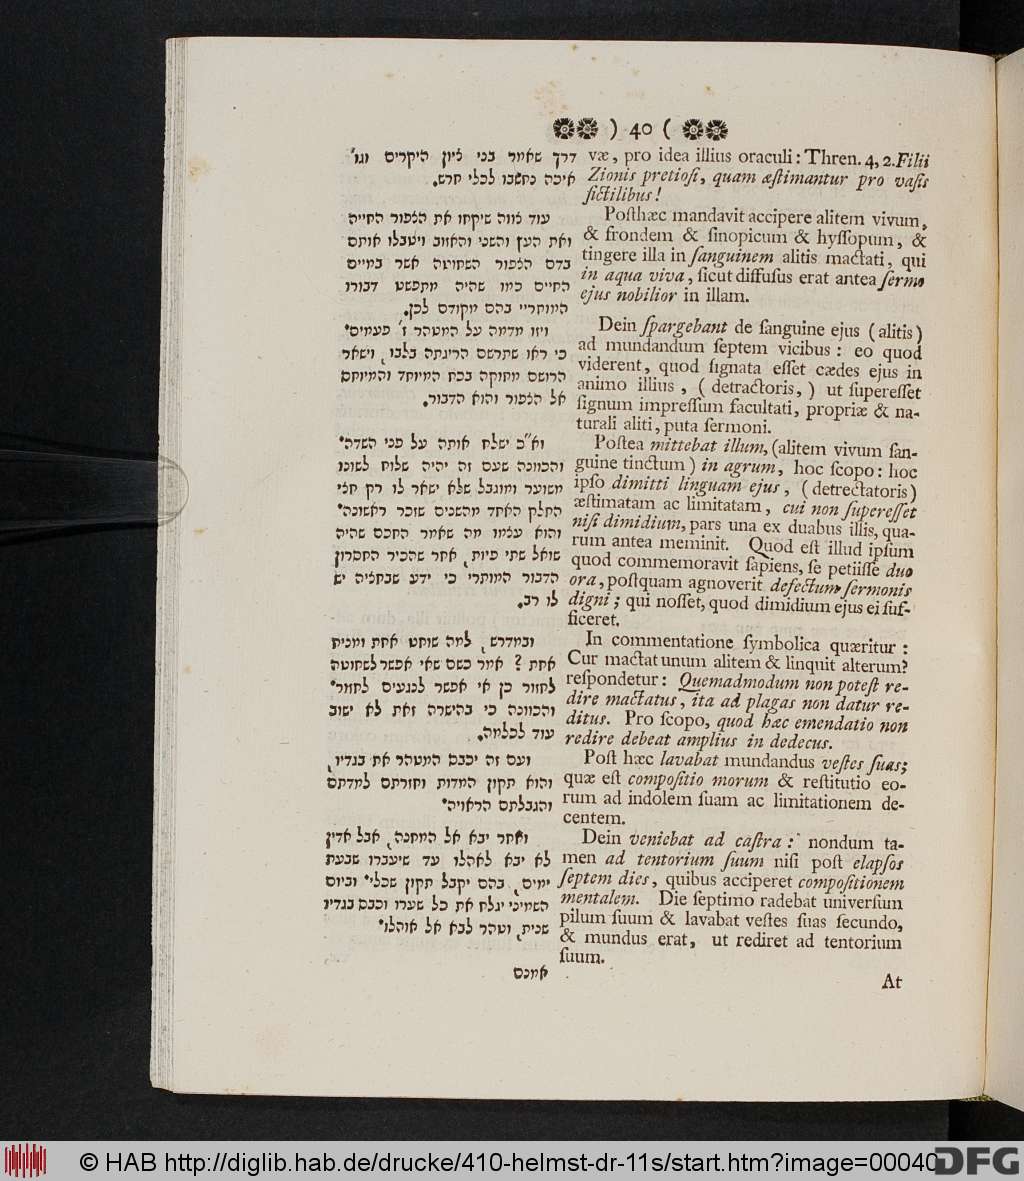 ) 40 (
דרך שאמר בני ציון היקרים וגו'
איכה נחשבו לכלי חרש.
עוד צווה שיקחו את הצפור החייה
ואת העץ והשני והאזוב ויטבלו אותם
בדם הצפור השחוטה אשר במיים
החיים כמו שהיה מתפשט דבורו
המותריי בהם מקודם לכן.
ויזו מדמה על המטהר ז' פעמים.
כי ראו שתרשם הריגתה בלבו, וישאר
הרושם מחוקה בכח המיוחד והמיוחס
אל הצפור והוא הדבור.
וא"כ ישלח אותה על פני השדה.
והכוונה שעם זה יהיה שלוח לשונו
משוער ומוגבל שלא ישאר לו רק חצי
החלק האחד מהשנים שזכר ראשונה.
והוא עצמו מה שאמר החכם שהיה
שואל שתי פיות, אחר שהכיר החסרון
הדבור המותרי כי ידע שבחציה יש
לו רב.
ובמדרש, למה שוחט אחת ומניח
אחת ? אמר כשם שאי אפשר לשחוטה
לחזור כן אי אפשר לנגעים לחזור.
והכוונה כי בהישרה זאת לא ישוב
עוד לכלמה.
ועם זה יכבס המטהר את בגדיו,
והוא תקון המדות וחזרתם למדתם
והגבלתם הראויה.
ואחר יבא אל המחנה, אבל אדין
לא יבא לאהלו עד שיעברו שבעת
ימים, בהם יקבל תקון שכלי. וביום
השמיני יגלח את כל שערו וכבס בגדיו
שנית, וטהר לבא אל אוהלו.
אמנם
væ, pro idea illius oraculi: Thren. 4, 2. Filii
Zionis pretiosi, quam æstimantur pro vasis
fictilibus!
Posthæc mandavit accipere alitem vivum,
& frondem & sinopicum & hyssopum, &
tingere illa in sanguinem alitis mactati, qui
in aqua viva, sicut diffusus erat antea sermo
ejus nobilior in illam.
Dein spargebant de sanguine ejus (alitis)
ad mundandum septem vicibus: eo quod
viderent, quod signata esset cædes ejus in
animo illius, (detractoris,) ut superesset
signum impressum facultati, propriæ & na-
turali aliti, puta sermoni.
Postea mittebat illum, (alitem vivum san-
guine tinctum) in agrum, hoc scopo: hoc
ipso dimitti linguam ejus, (detrectatoris)
æstimatam ac limitatam, cui non superesset
nisi dimidium, pars una ex duabus illis, qua-
rum antea meminit. Quod est illud ipsum
quod commemoravit sapiens, se petiisse duo
ora, postquam agnoverit defectum sermonis
digni; qui nosset, quod dimidium ejus ei suf-
ficeret.
In commentatione symbolica quæritur:
Cur mactat unum alitem & linquit alterum?
respondetur: Quemadmodum non potest re-
dire mactatus, ita ad plagas non datur re-
ditus. Pro scopo, quod hæc emendatio non
redire debeat amplius in dedecus.
Post hæc lavabat mundandus vestes suas;
quæ est compositio morum & restitutio eo-
rum ad indolem suam ac limitationem de-
centem.
Dein veniebat ad castra: nondum ta-
men ad tentorium suum nisi post elapsos
septem dies, quibus acciperet compositionem
mentalem. Die septimo radebat universum
pilum suum & lavabat vestes suas secundo,
& mundus erat, ut rediret ad tentorium
suum.
At
© HAB http://diglib.hab.de/drucke/410-helmst-dr-11s/start.htm?image=00040
DFG